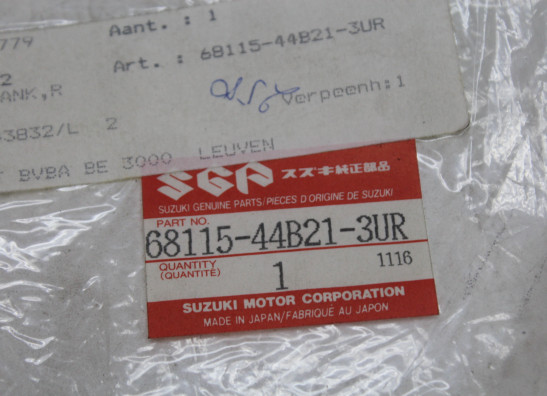 779 Aant. : 1
2 Art. : 68115-44B21-3UR
ANK,R Verpeenh:1
3832/L 2
BVBA BE 3000 LEUVEN
SGP スズキ純正部品
SUZUKI GENUINE PARTS/PIECES D'ORIGINE DE SUZUKI
PART NO.
68115-44B21-3UR
QUANTITY
(QUANTITÉ) 1 1116
SUZUKI MOTOR CORPORATION
MADE IN JAPAN/FABRIQUÉ AU JAPON